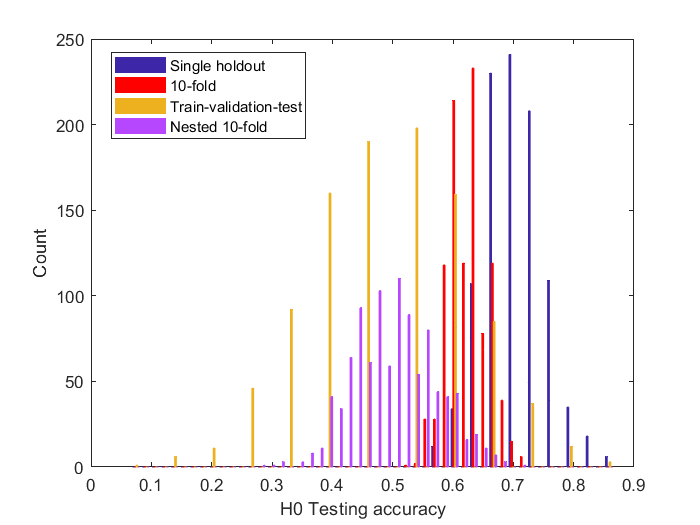 250
200
150
100
50
0
Count
Single holdout
10-fold
Train-validation-test
Nested 10-fold
0 0.1 0.2 0.3 0.4 0.5 0.6 0.7 0.8 0.9
H0 Testing accuracy